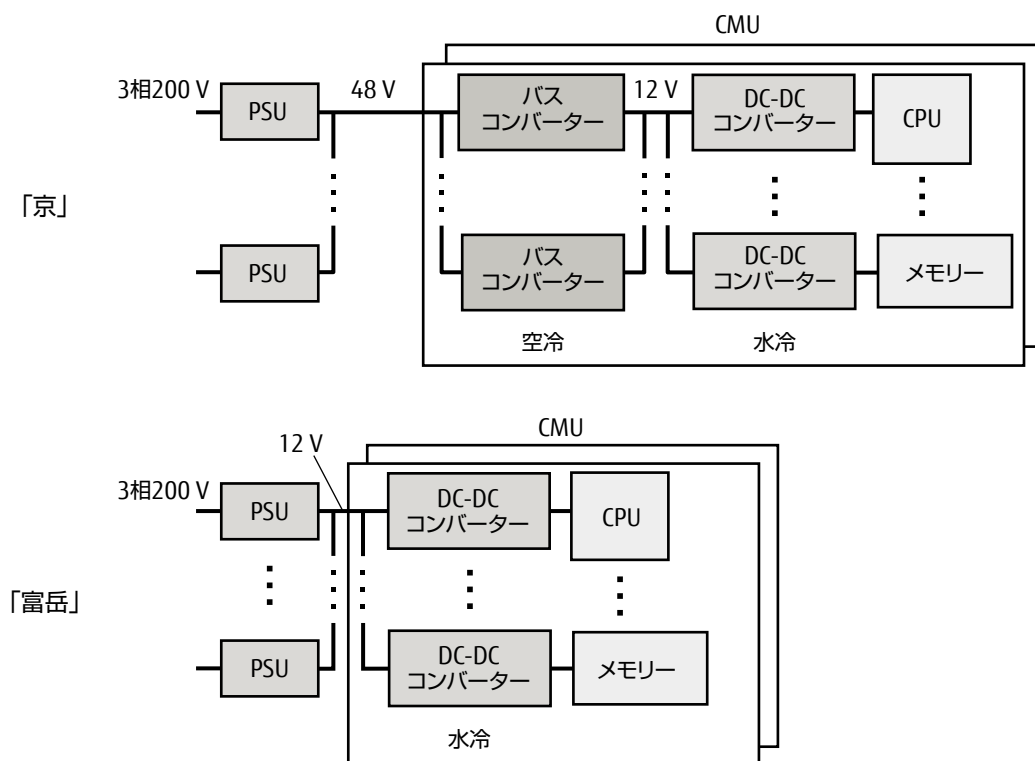 CMU
3相200 V
PSU
48 V
バス
コンバーター
12 V
DC-DC
コンバーター
CPU
「京」
PSU
バス
コンバーター
DC-DC
コンバーター
メモリー
空冷
水冷
CMU
12 V
3相200 V
PSU
DC-DC
コンバーター
CPU
「富岳」
PSU
DC-DC
コンバーター
メモリー
水冷